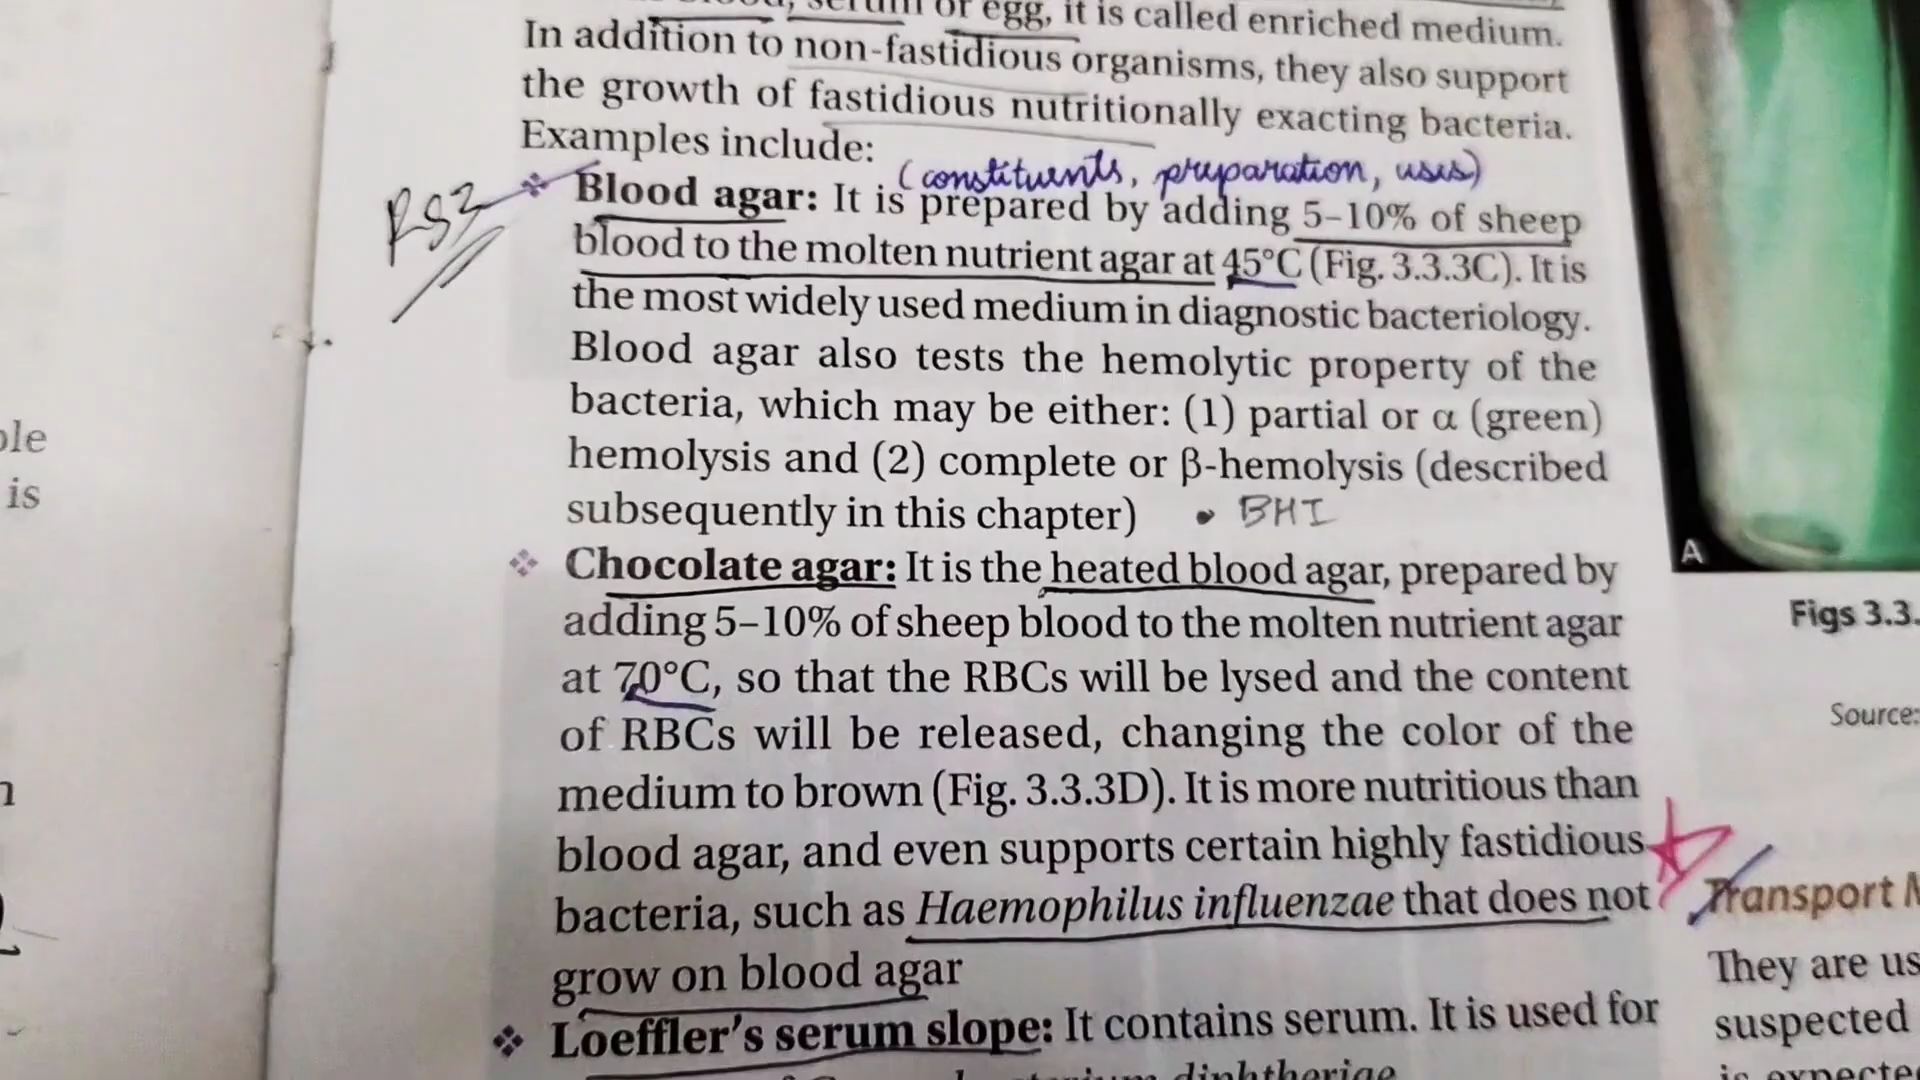 serum or egg, it is called enriched medium.
In addition to non-fastidious organisms, they also support
the growth of fastidious nutritionally exacting bacteria.
Examples include:
(constituents, preparation, uses)
❖ Blood agar: It is prepared by adding 5–10% of sheep
blood to the molten nutrient agar at 45°C (Fig. 3.3.3C). It is
the most widely used medium in diagnostic bacteriology.
Blood agar also tests the hemolytic property of the
bacteria, which may be either: (1) partial or α (green)
hemolysis and (2) complete or β-hemolysis (described
subsequently in this chapter) • BHI
❖ Chocolate agar: It is the heated blood agar, prepared by
adding 5–10% of sheep blood to the molten nutrient agar
at 70°C, so that the RBCs will be lysed and the content
of RBCs will be released, changing the color of the
medium to brown (Fig. 3.3.3D). It is more nutritious than
blood agar, and even supports certain highly fastidious
bacteria, such as Haemophilus influenzae that does not
grow on blood agar
❖ Loeffler's serum slope: It contains serum. It is used for
diphtheriae
is
A
Figs 3.3.
Source:
Transport M
They are us
suspected